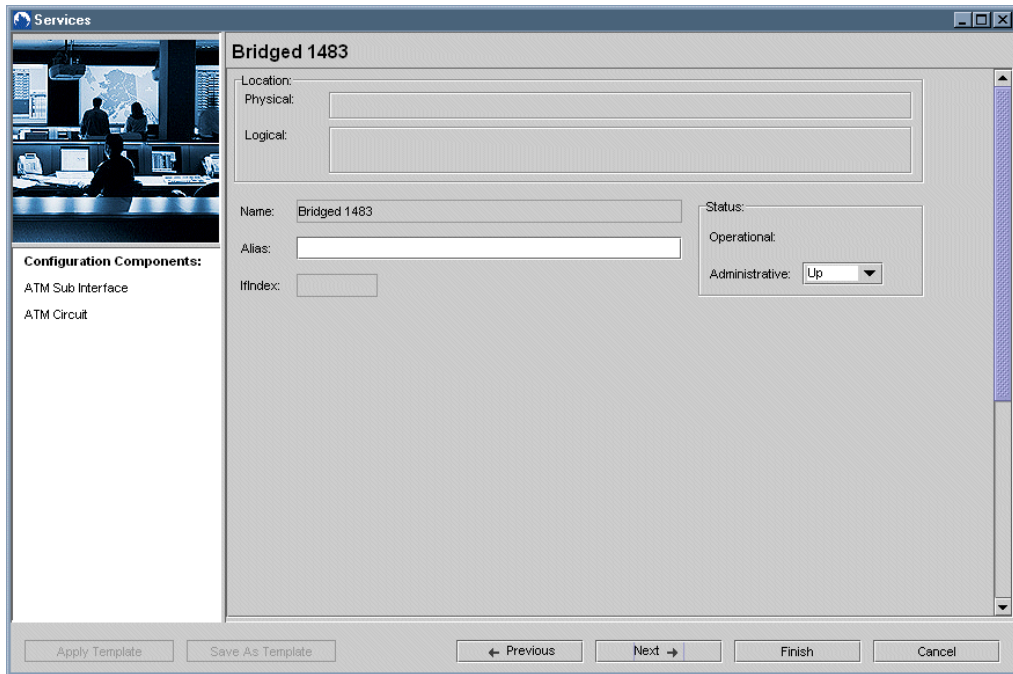 Services
Bridged 1483
Location:
Physical:
Logical:
Name: Bridged 1483
Alias:
IfIndex:
Status:
Operational:
Administrative: Up
Configuration Components:
ATM Sub Interface
ATM Circuit
Apply Template
Save As Template
Previous
Next
Finish
Cancel